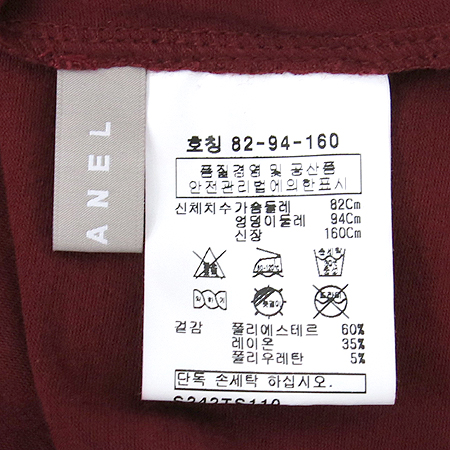 ANEL
호칭 82-94-160
품질경영 및 공산품
안전관리법에의한표시
신체치수 가슴둘레 82Cm
엉덩이둘레 94Cm
신장 160Cm
겉감 폴리에스테르 60%
레이온 35%
폴리우레탄 5%
단독 손세탁 하십시오.